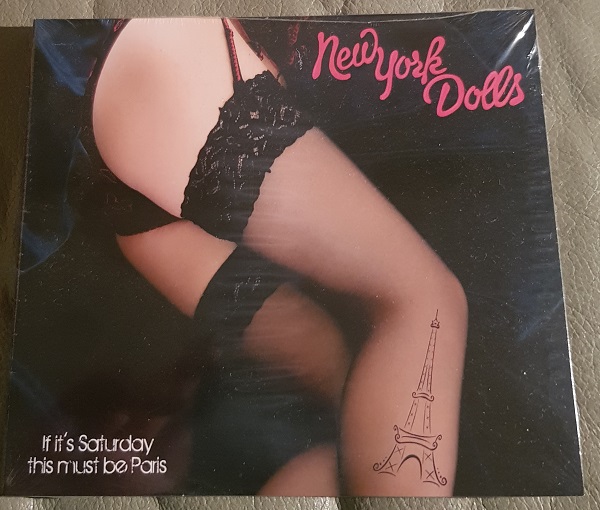 New York
Dolls
If it's Saturday
this must be Paris